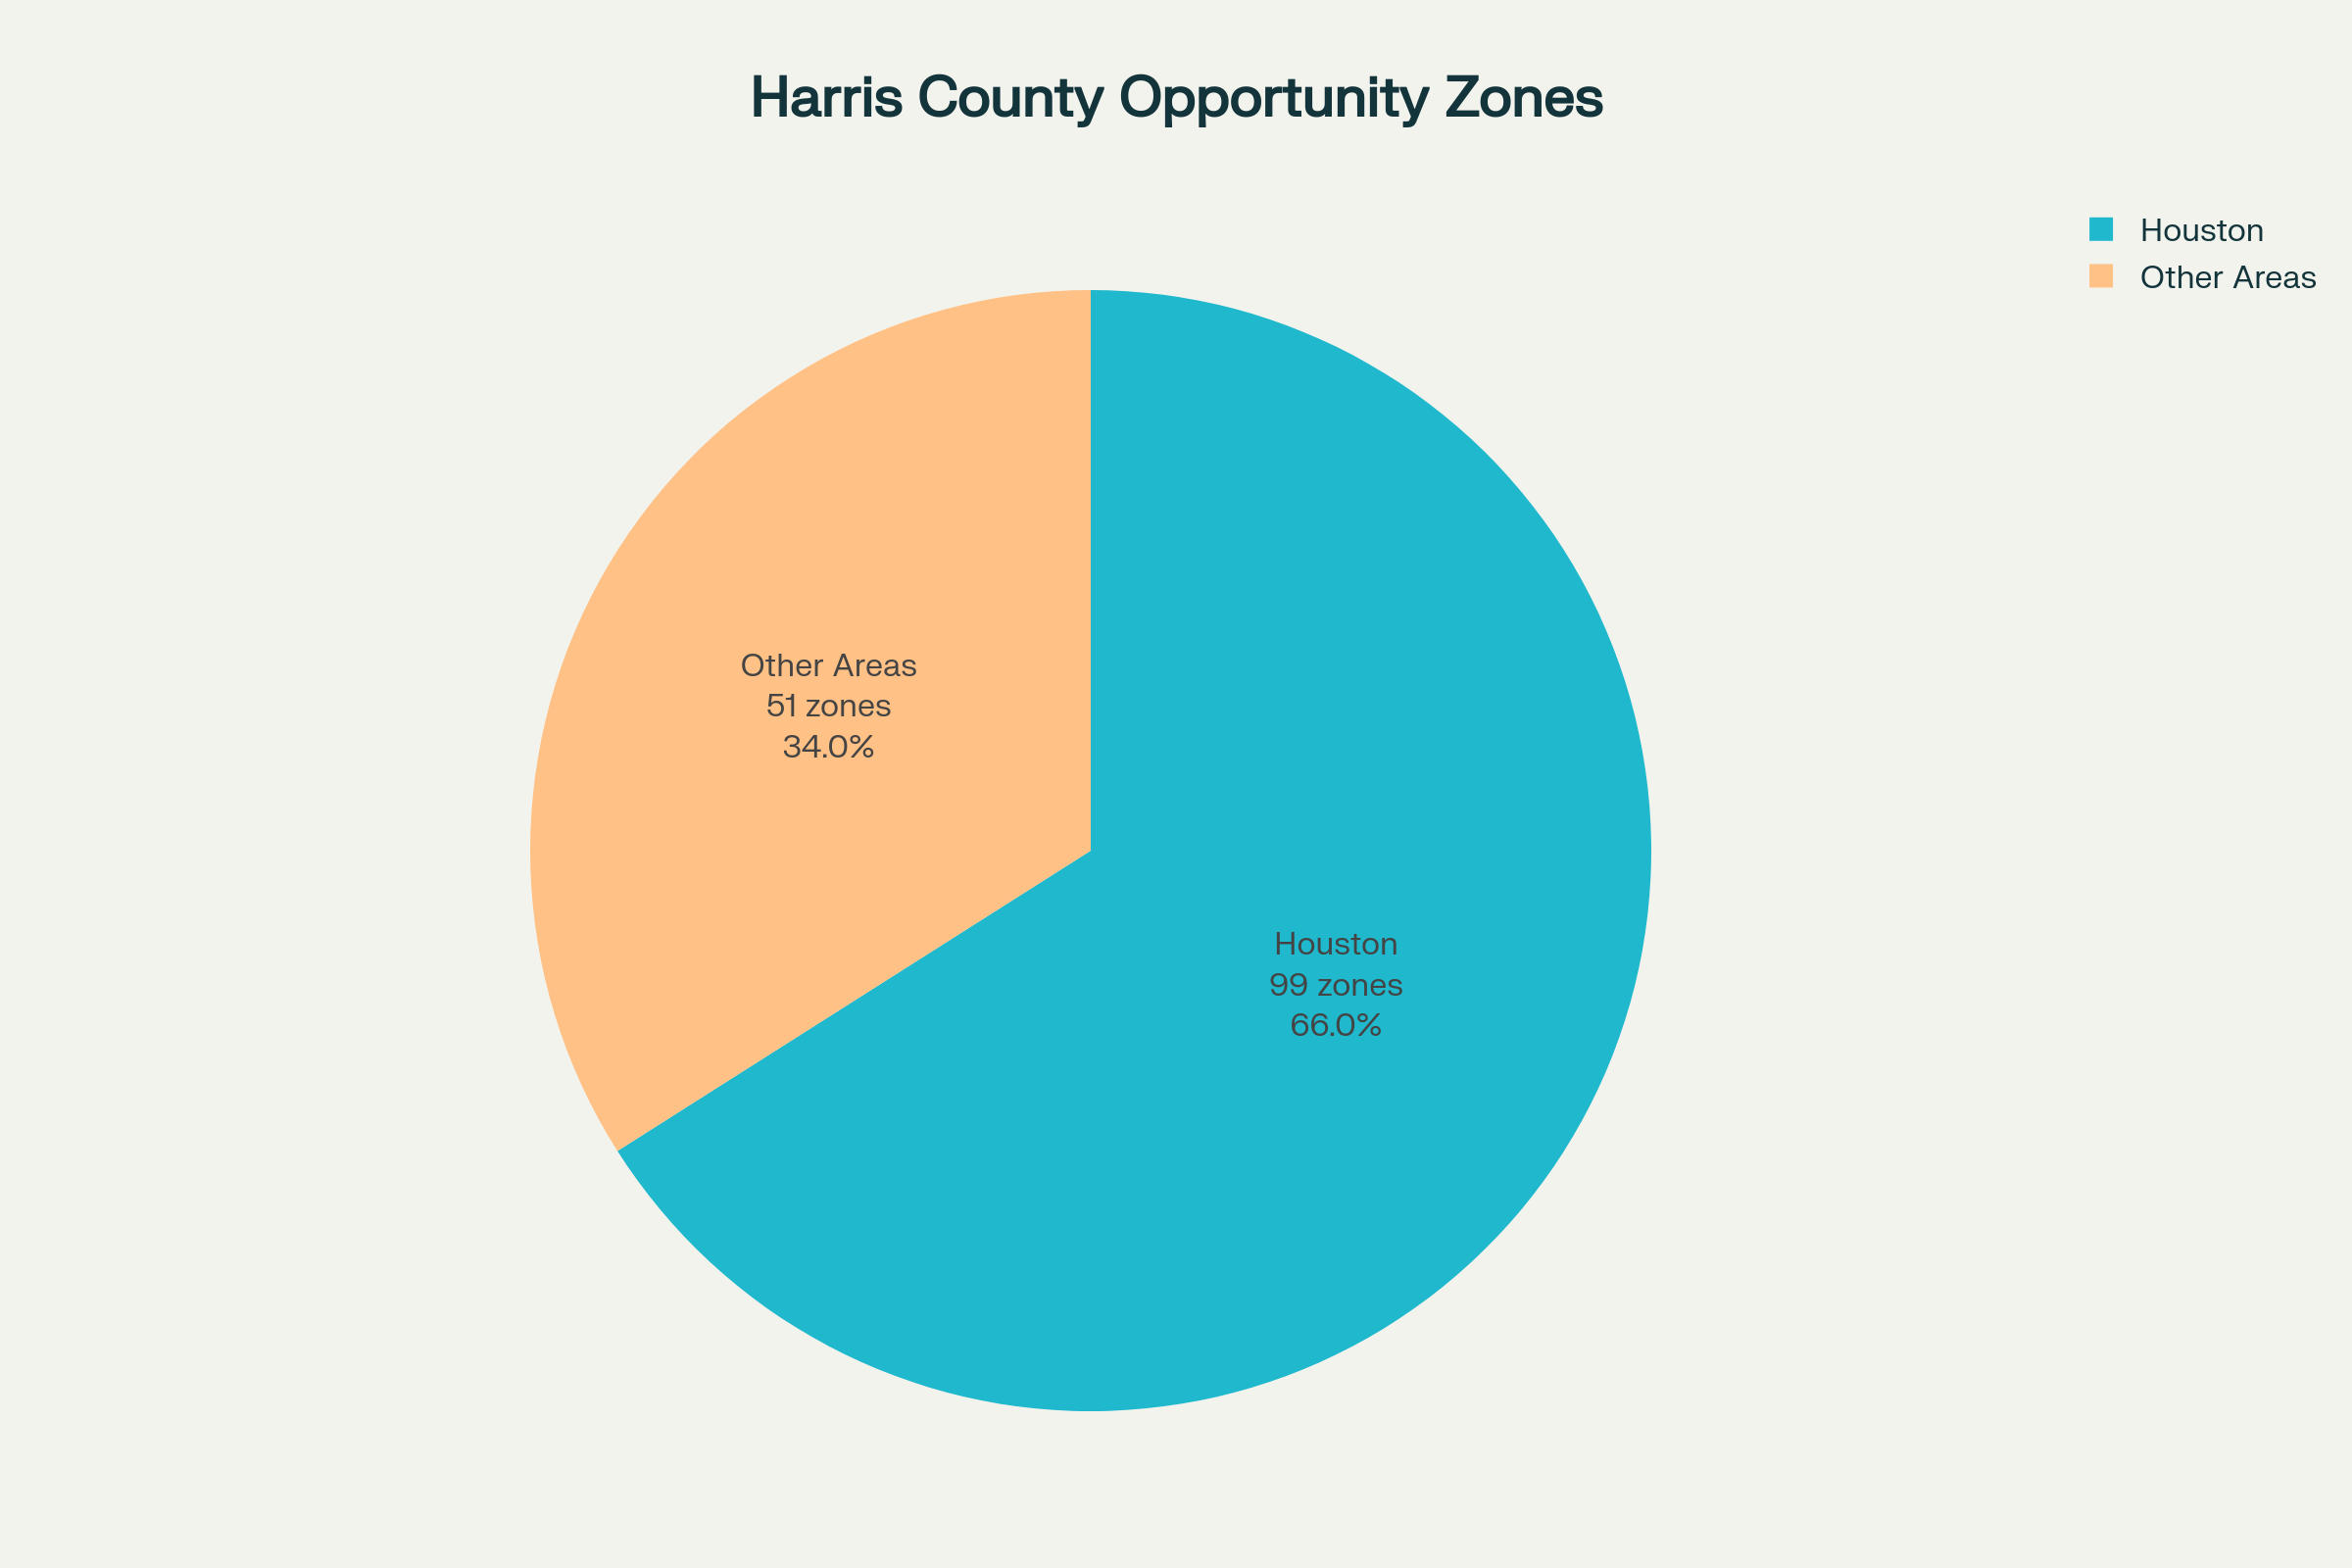 Harris County Opportunity Zones
Houston
Other Areas
Other Areas
51 zones
34.0%
Houston
99 zones
66.0%